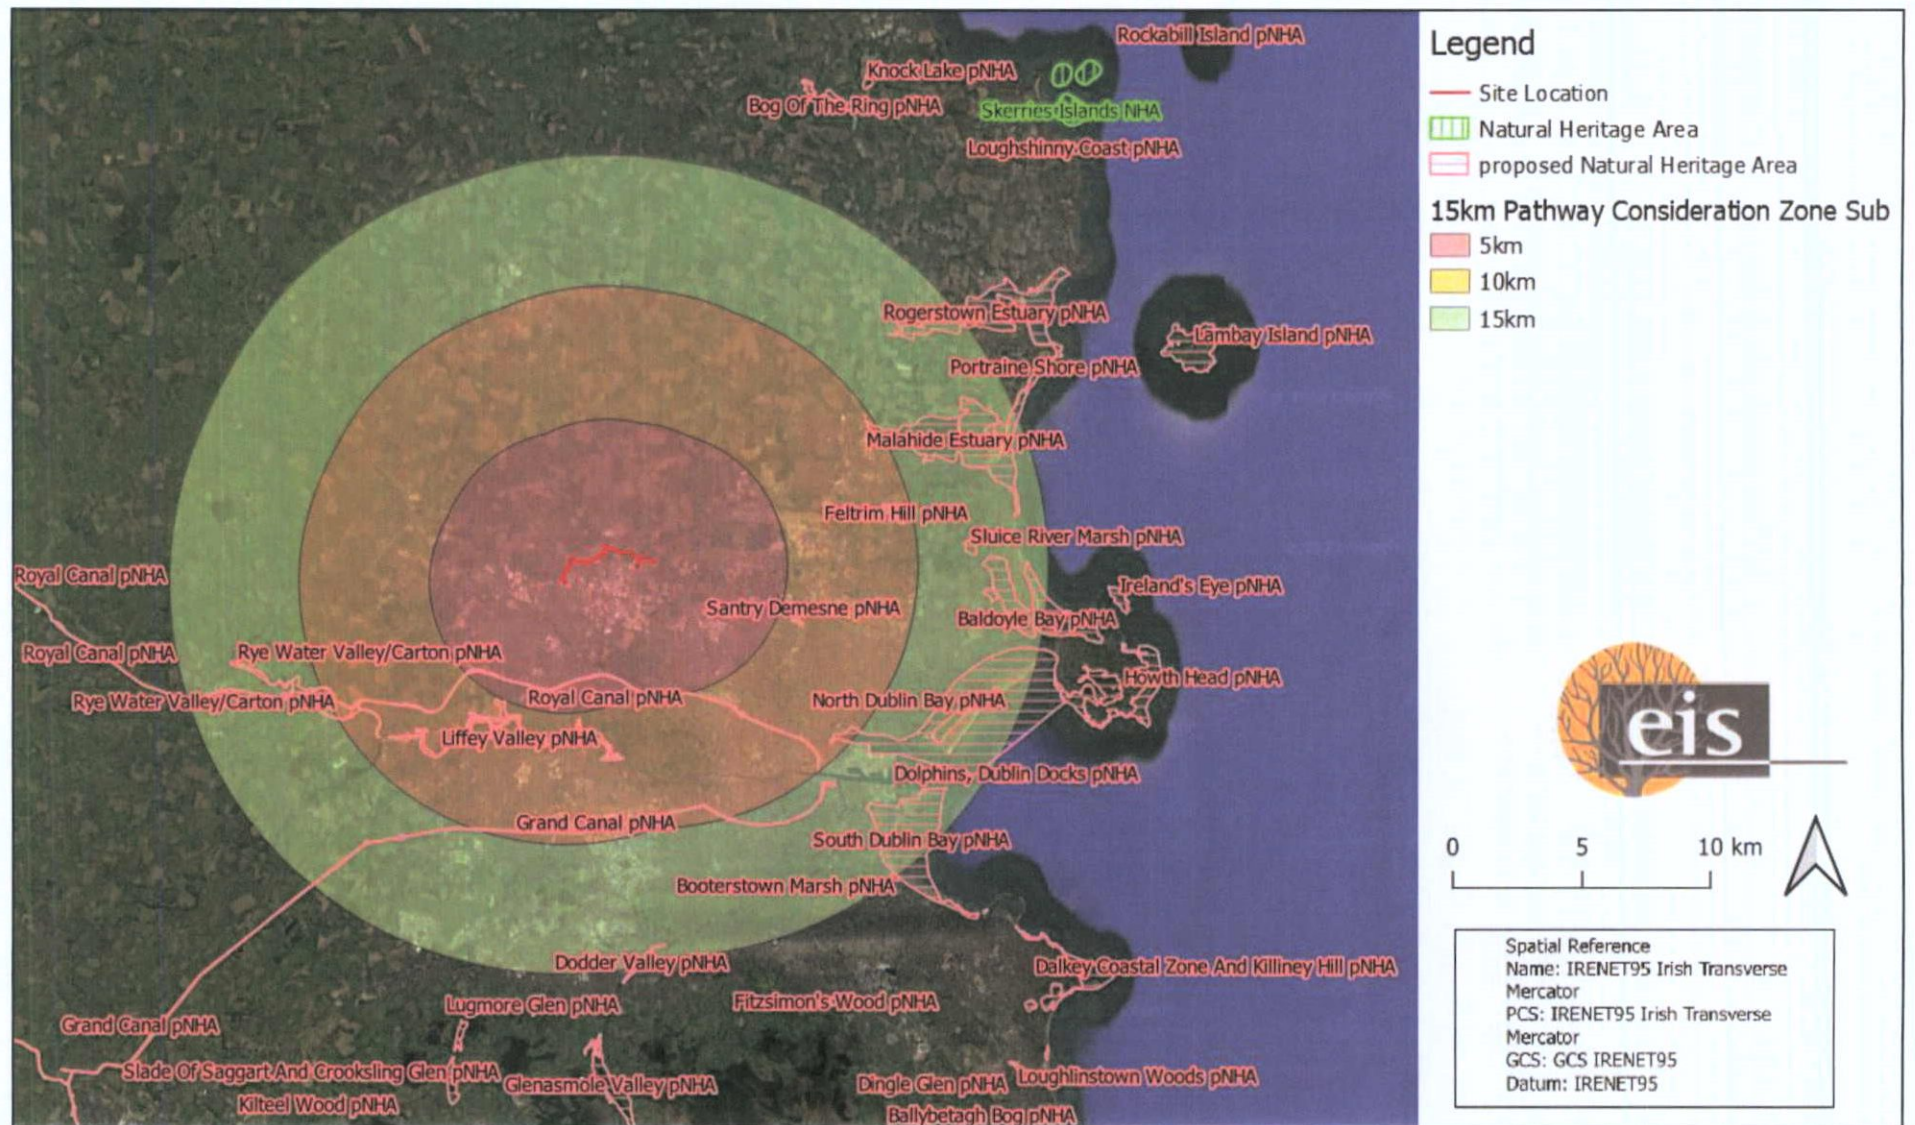 Rockabill Island pNHA
Knock Lake pNHA
Bog Of The Ring pNHA
Skerries Islands NHA
Loughshinny Coast pNHA
Rogerstown Estuary pNHA
Lambay Island pNHA
Portraine Shore pNHA
Malahide Estuary pNHA
Feltrim Hill pNHA
Sluice River Marsh pNHA
Royal Canal pNHA
Ireland's Eye pNHA
Santry Demesne pNHA
Baldoyle Bay pNHA
Royal Canal pNHA
Rye Water Valley/Carton pNHA
Howth Head pNHA
Rye Water Valley/Carton pNHA
Royal Canal pNHA
North Dublin Bay pNHA
Liffey Valley pNHA
Dolphins, Dublin Docks pNHA
Grand Canal pNHA
South Dublin Bay pNHA
Booterstown Marsh pNHA
Dodder Valley pNHA
Dalkey Coastal Zone And Killiney Hill pNHA
Lugmore Glen pNHA
Fitzsimon's Wood pNHA
Grand Canal pNHA
Slade Of Saggart And Crooksling Glen pNHA
Glenasmole Valley pNHA
Dingle Glen pNHA
Loughlinstown Woods pNHA
Kilteel Wood pNHA
Ballybetagh Bog pNHA
Legend
Site Location
Natural Heritage Area
proposed Natural Heritage Area
15km Pathway Consideration Zone Sub
5km
10km
15km
eis
0 5 10 km
Spatial Reference
Name: IRENET95 Irish Transverse
Mercator
PCS: IRENET95 Irish Transverse
Mercator
GCS: GCS IRENET95
Datum: IRENET95